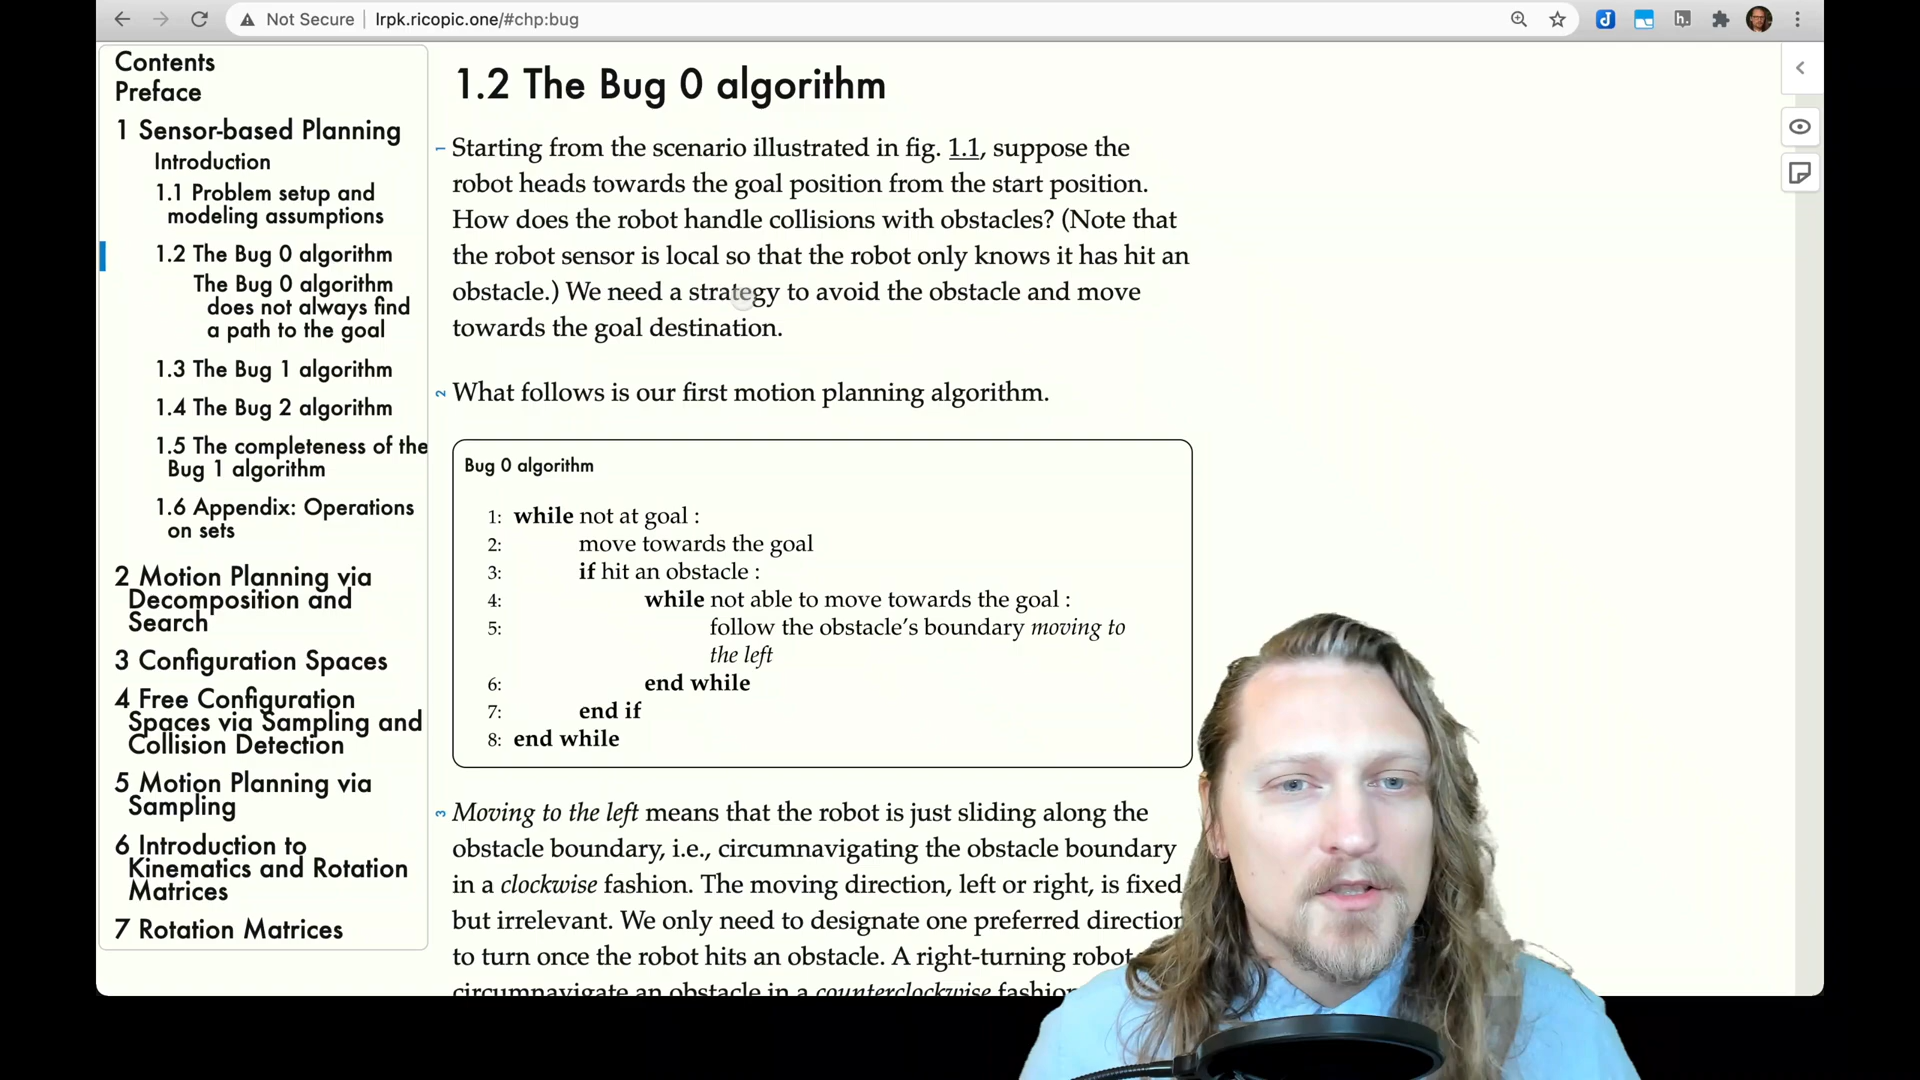 Not Secure | lrpk.ricopic.one/#chp:bug
Contents
Preface
1 Sensor-based Planning
Introduction
1.1 Problem setup and
modeling assumptions
1.2 The Bug 0 algorithm
The Bug 0 algorithm
does not always find
a path to the goal
1.3 The Bug 1 algorithm
1.4 The Bug 2 algorithm
1.5 The completeness of the
Bug 1 algorithm
1.6 Appendix: Operations
on sets
2 Motion Planning via
Decomposition and
Search
3 Configuration Spaces
4 Free Configuration
Spaces via Sampling and
Collision Detection
5 Motion Planning via
Sampling
6 Introduction to
Kinematics and Rotation
Matrices
7 Rotation Matrices
1.2 The Bug 0 algorithm
1 Starting from the scenario illustrated in fig. 1.1, suppose the
robot heads towards the goal position from the start position.
How does the robot handle collisions with obstacles? (Note that
the robot sensor is local so that the robot only knows it has hit an
obstacle.) We need a strategy to avoid the obstacle and move
towards the goal destination.
2 What follows is our first motion planning algorithm.
Bug 0 algorithm
1: while not at goal :
2: move towards the goal
3: if hit an obstacle :
4: while not able to move towards the goal :
5: follow the obstacle's boundary moving to
the left
6: end while
7: end if
8: end while
3 Moving to the left means that the robot is just sliding along the
obstacle boundary, i.e., circumnavigating the obstacle boundary
in a clockwise fashion. The moving direction, left or right, is fixed
but irrelevant. We only need to designate one preferred direction
to turn once the robot hits an obstacle. A right-turning robot
circumnavigate an obstacle in a counterclockwise fashion